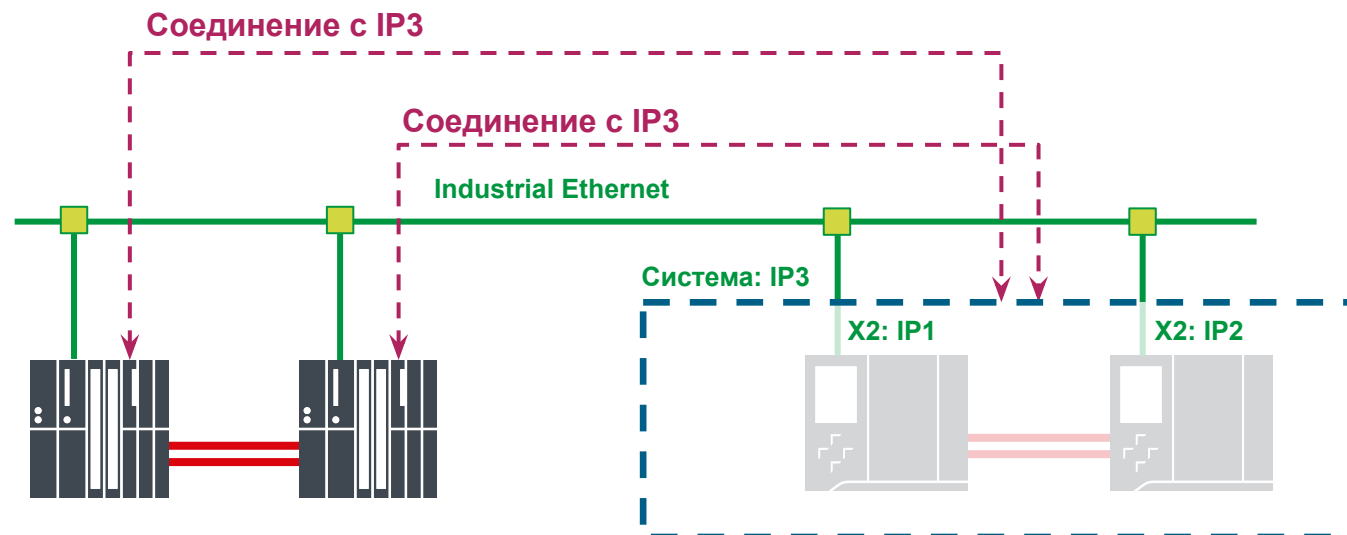 Соединение с IP3
Соединение с IP3
Industrial Ethernet
Система: IP3
X2: IP1
X2: IP2